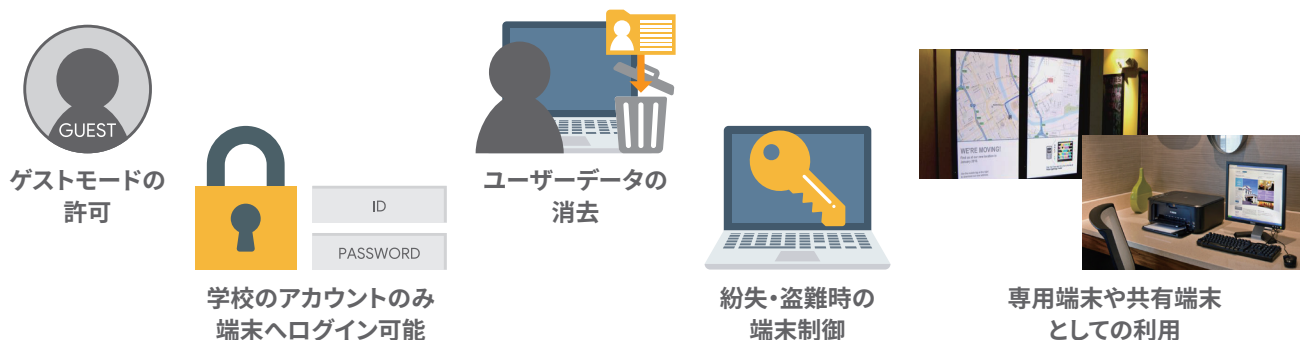 GUEST
ゲストモードの
許可
ID
PASSWORD
学校のアカウントのみ
端末へログイン可能
ユーザーデータの
消去
紛失・盗難時の
端末制御
WE'RE MOVING!
専用端末や共有端末
としての利用